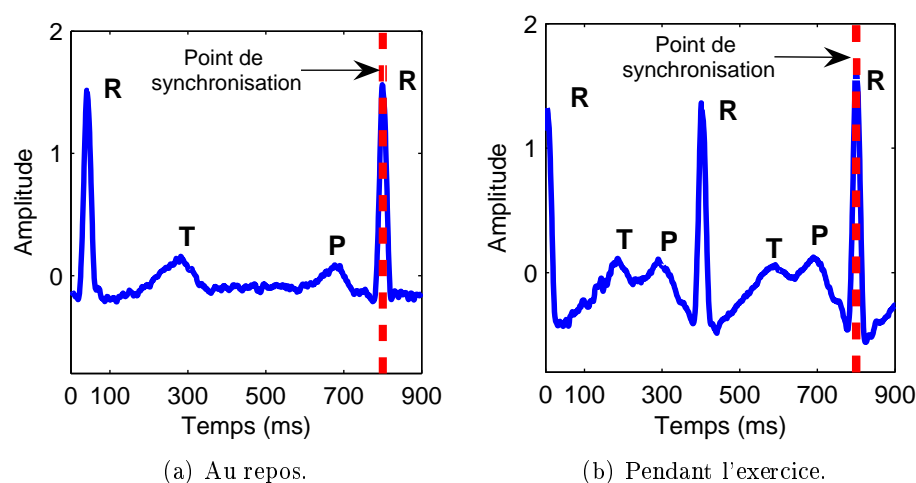 2
1
0
Amplitude
Point de
synchronisation
R
R
T
P
0 100 300 500 700 900
Temps (ms)
(a) Au repos.
2
1
0
Amplitude
Point de
synchronisation
R
R
R
T
P
T
P
0 100 300 500 700 900
Temps (ms)
(b) Pendant l'exercice.